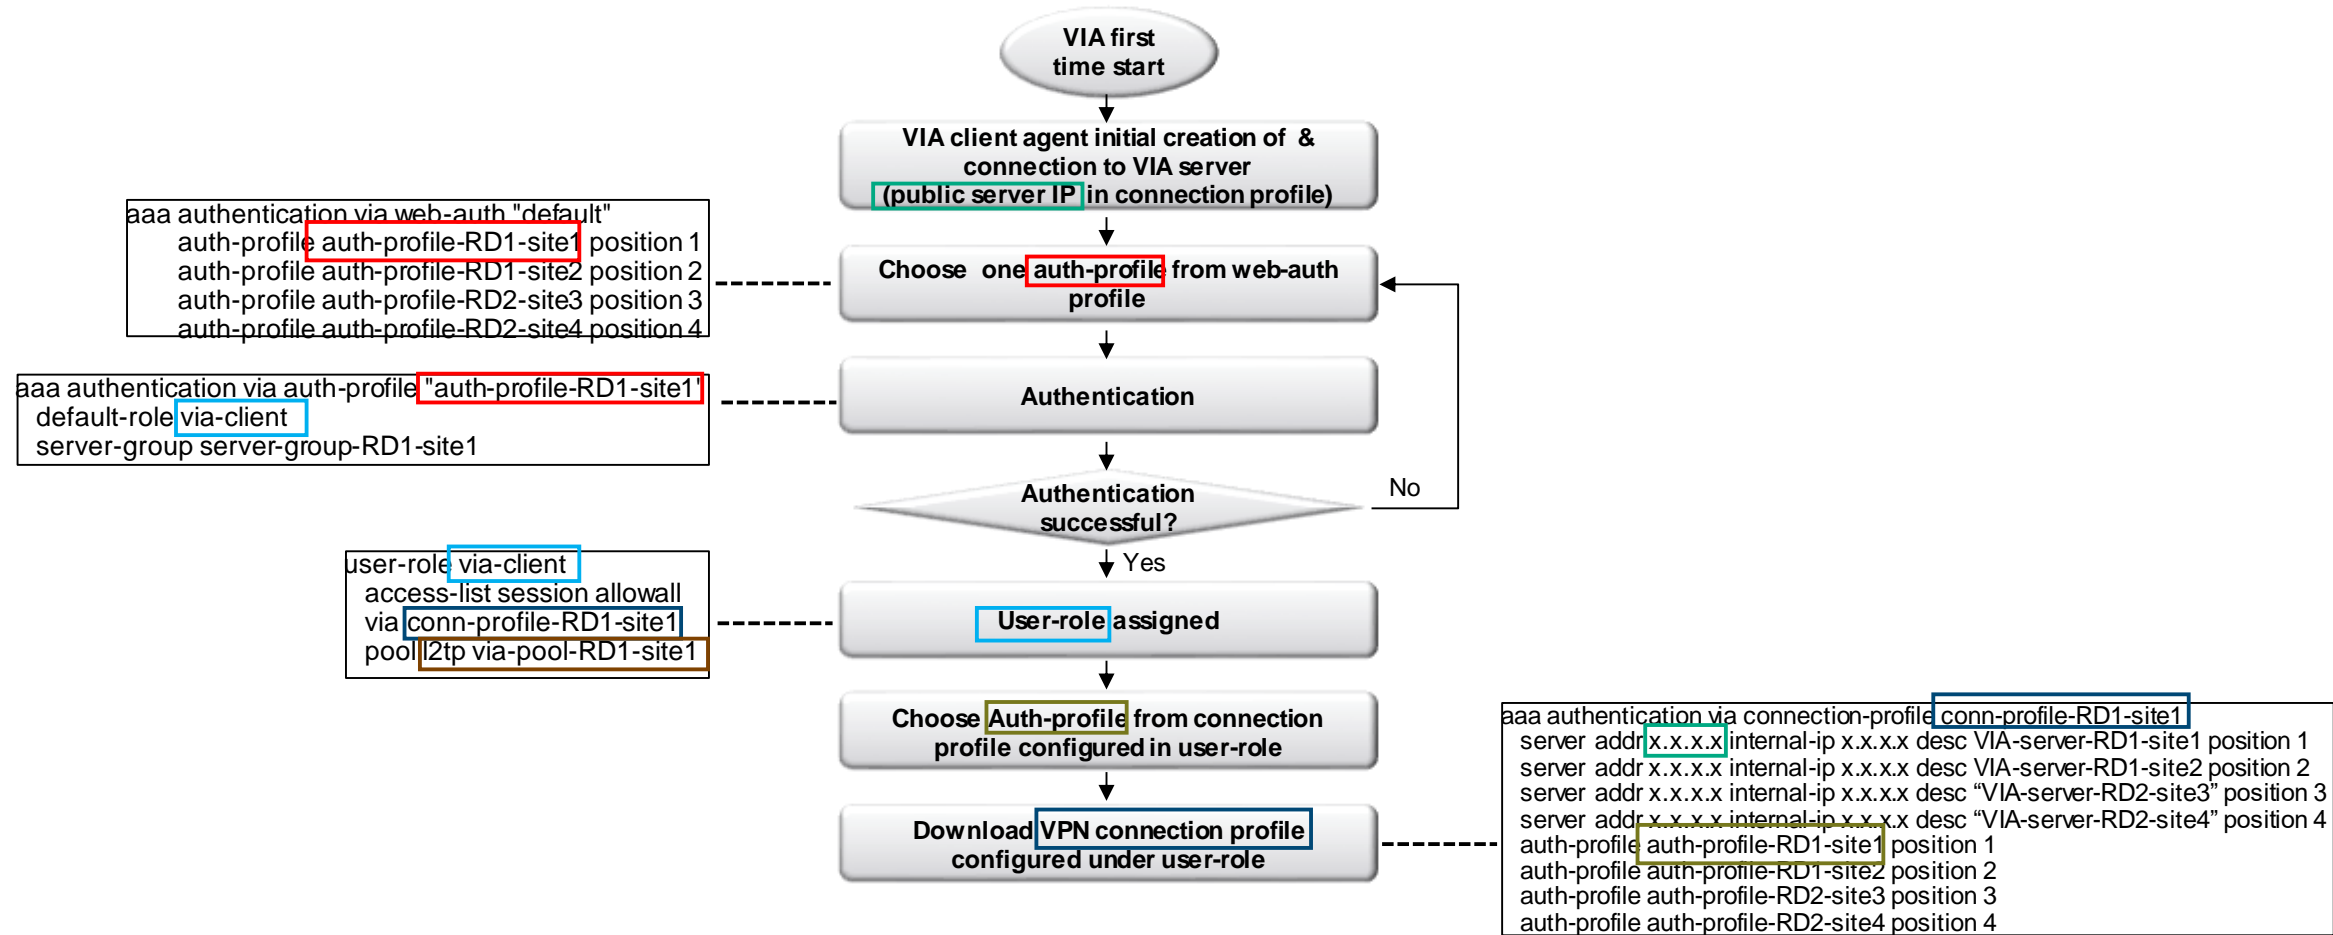 VIA first
time start
VIA client agent initial creation of &
connection to VIA server
(public server IP in connection profile)
aaa authentication via web-auth "default"
auth-profile auth-profile-RD1-site1 position 1
auth-profile auth-profile-RD1-site2 position 2
auth-profile auth-profile-RD2-site3 position 3
auth-profile auth-profile-RD2-site4 position 4
Choose one auth-profile from web-auth
profile
aaa authentication via auth-profile "auth-profile-RD1-site1"
default-role via-client
server-group server-group-RD1-site1
Authentication
Authentication
successful?
No
Yes
user-role via-client
access-list session allowall
via conn-profile-RD1-site1
pool l2tp via-pool-RD1-site1
User-role assigned
Choose Auth-profile from connection
profile configured in user-role
Download VPN connection profile
configured under user-role
aaa authentication via connection-profile conn-profile-RD1-site1
server addr x.x.x.x internal-ip x.x.x.x desc VIA-server-RD1-site1 position 1
server addr x.x.x.x internal-ip x.x.x.x desc VIA-server-RD1-site2 position 2
server addr x.x.x.x internal-ip x.x.x.x desc “VIA-server-RD2-site3” position 3
server addr x.x.x.x internal-ip x.x.x.x desc “VIA-server-RD2-site4” position 4
auth-profile auth-profile-RD1-site1 position 1
auth-profile auth-profile-RD1-site2 position 2
auth-profile auth-profile-RD2-site3 position 3
auth-profile auth-profile-RD2-site4 position 4